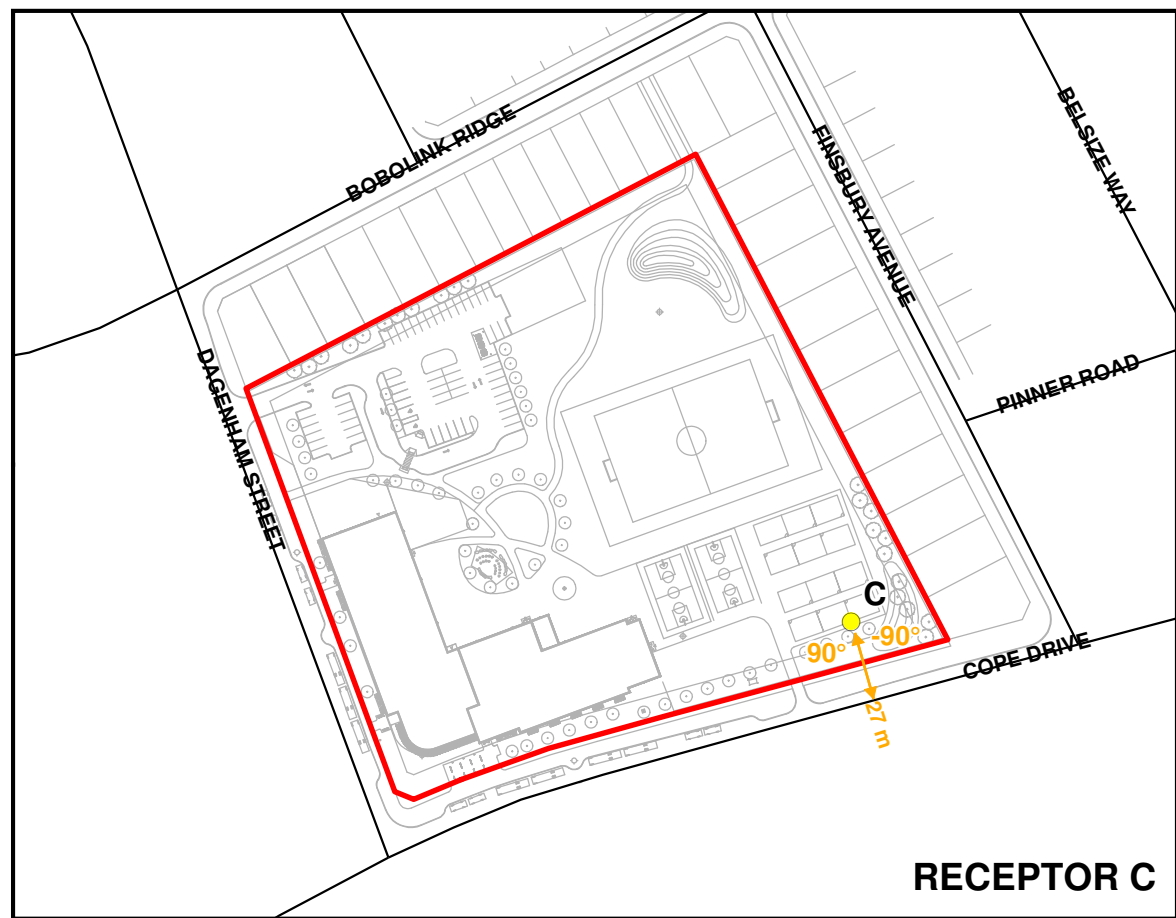 BOBOLINK RIDGE
FINSBURY AVENUE
BELSIZE WAY
DAGENHAM STREET
PINNER ROAD
C
90°
-90°
COPE DRIVE
27 m
RECEPTOR C